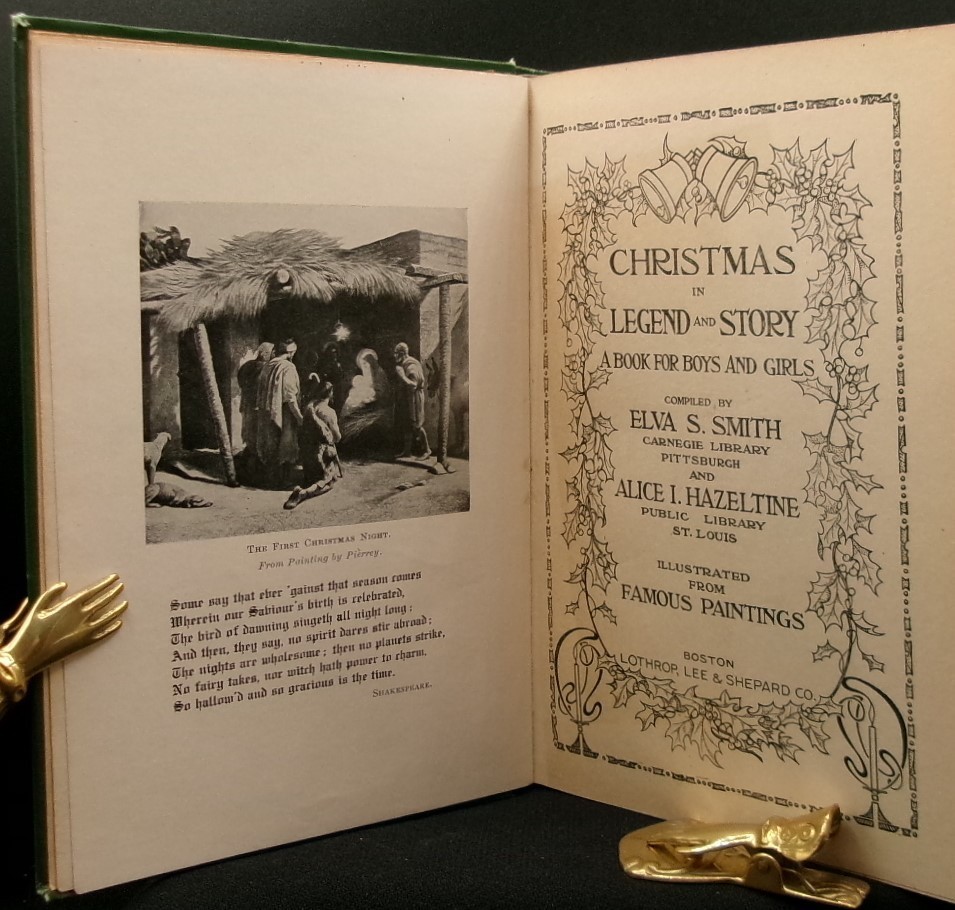 THE FIRST CHRISTMAS NIGHT.
From Painting by Pierrey.
Some say that ever 'gainst that season comes
Wherein our Saviour's birth is celebrated,
The bird of dawning singeth all night long;
And then, they say, no spirit dares stir abroad;
The nights are wholesome; then no planets strike,
No fairy takes, nor witch hath power to charm,
So hallow'd and so gracious is the time.
SHAKESPEARE.
CHRISTMAS
IN
LEGEND AND STORY
A BOOK FOR BOYS AND GIRLS
COMPILED BY
ELVA S. SMITH
CARNEGIE LIBRARY
PITTSBURGH
AND
ALICE I. HAZELTINE
PUBLIC LIBRARY
ST. LOUIS
ILLUSTRATED
FROM
FAMOUS PAINTINGS
BOSTON
LOTHROP, LEE & SHEPARD CO.